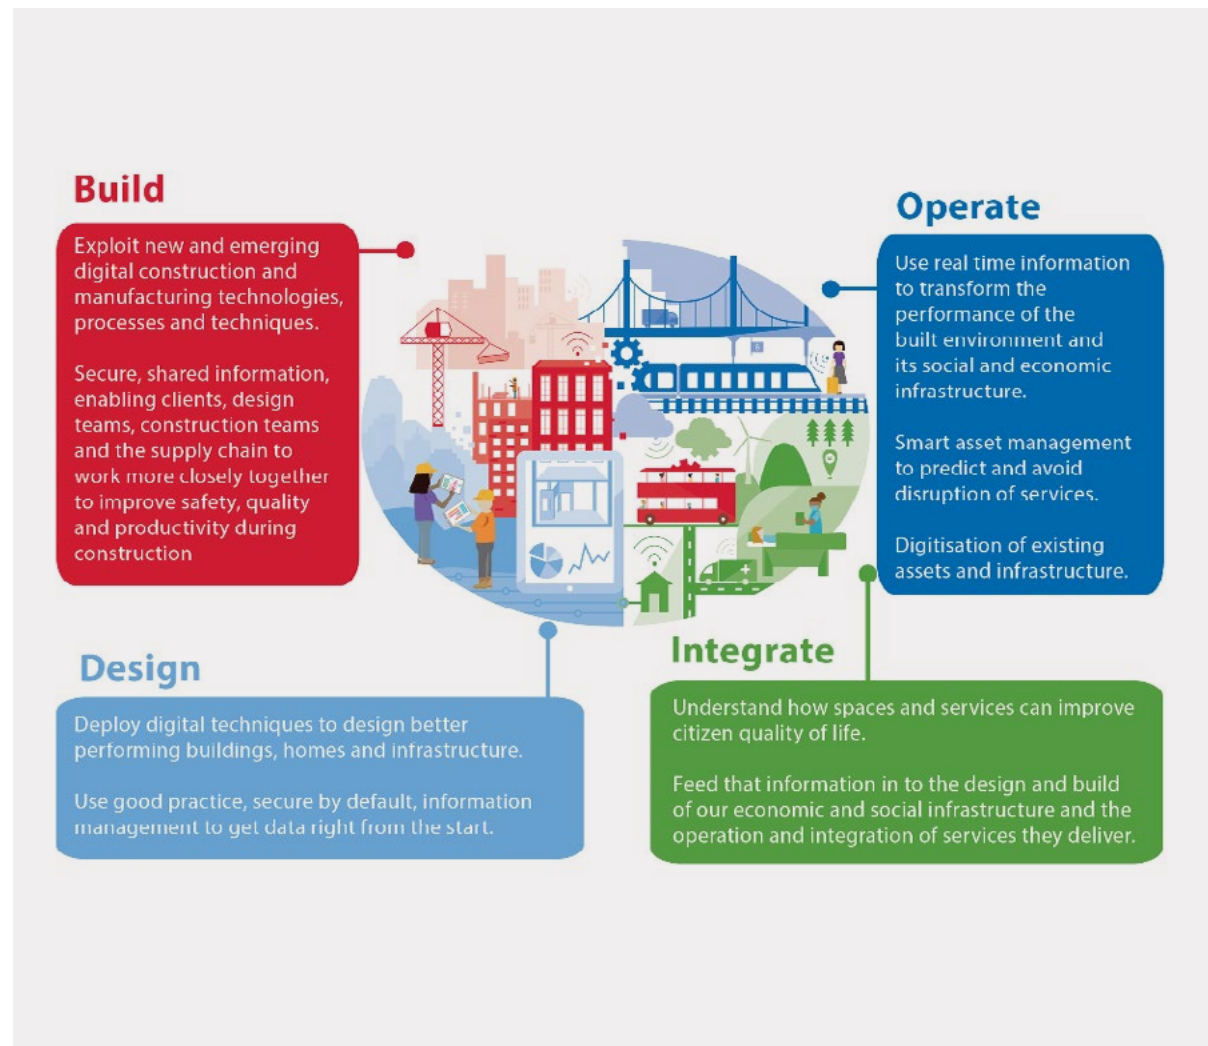 Build
Exploit new and emerging
digital construction and
manufacturing technologies,
processes and techniques.
Secure, shared information,
enabling clients, design
teams, construction teams
and the supply chain to
work more closely together
to improve safety, quality
and productivity during
construction
Operate
Use real time information
to transform the
performance of the
built environment and
its social and economic
infrastructure.
Smart asset management
to predict and avoid
disruption of services.
Digitisation of existing
assets and infrastructure.
Design
Deploy digital techniques to design better
performing buildings, homes and infrastructure.
Use good practice, secure by default, information
management to get data right from the start.
Integrate
Understand how spaces and services can improve
citizen quality of life.
Feed that information in to the design and build
of our economic and social infrastructure and the
operation and integration of services they deliver.